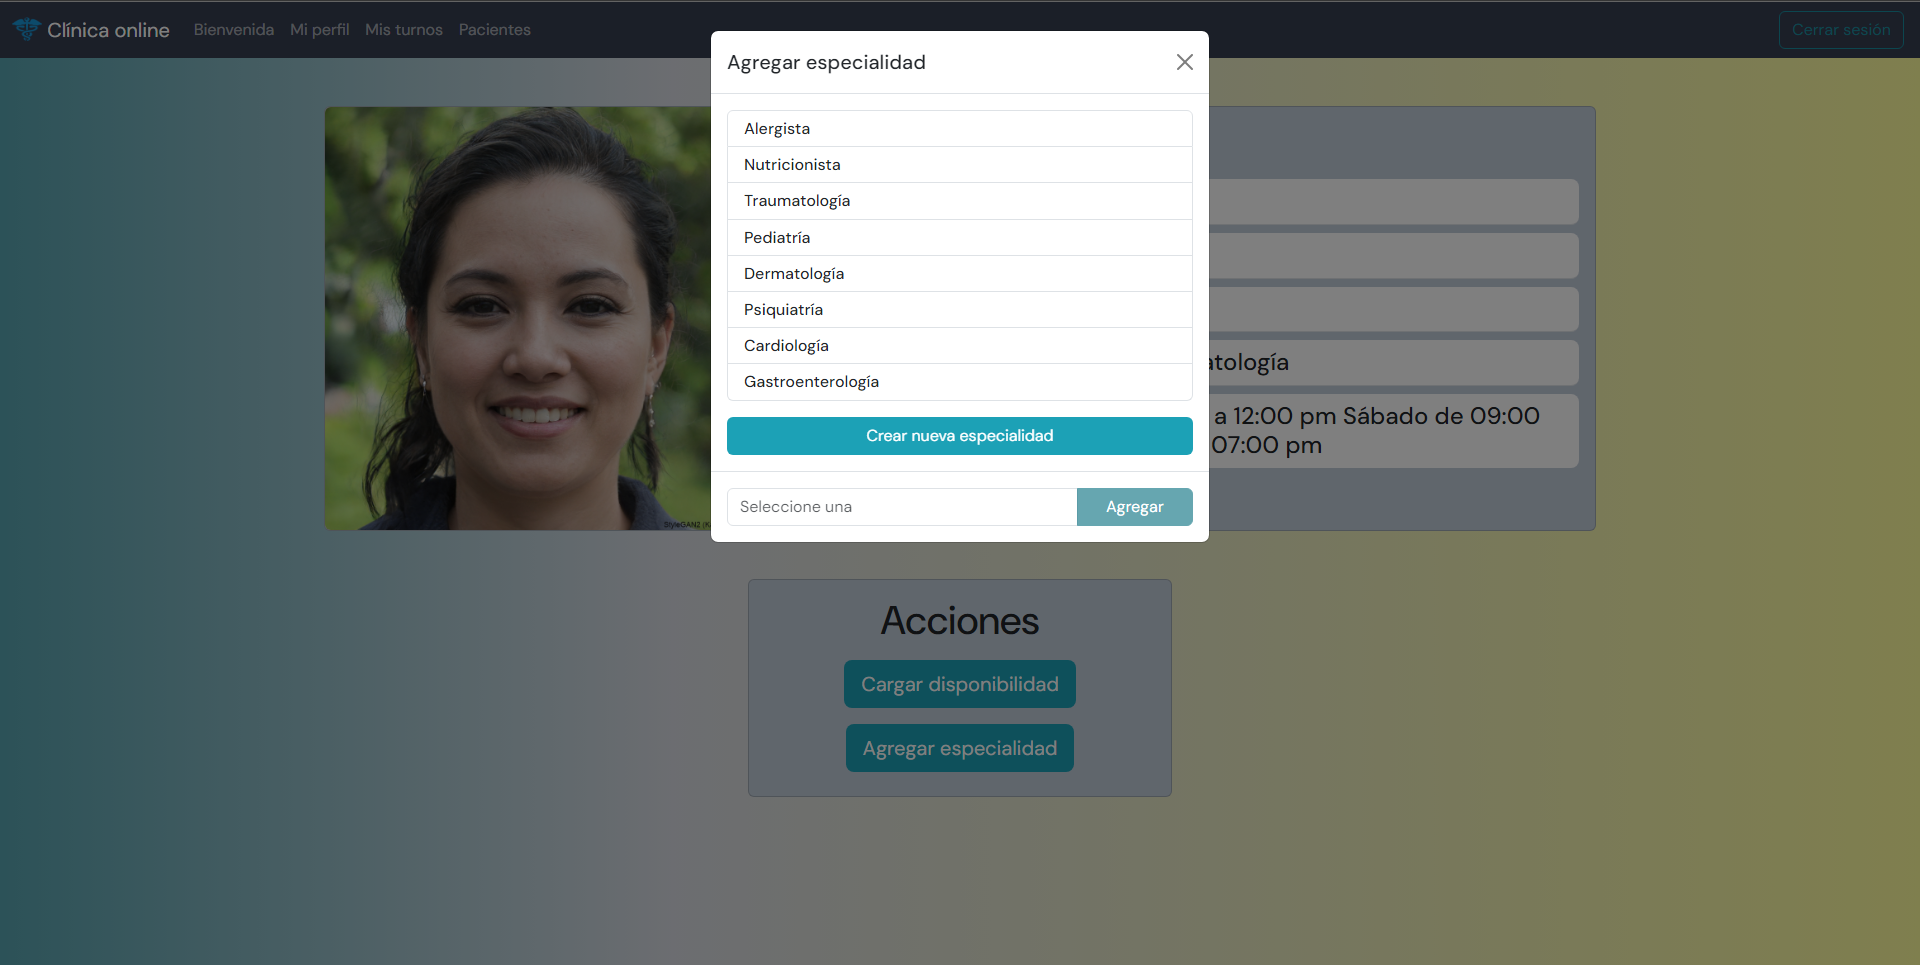 Clínica online
Bienvenida
Mi perfil
Mis turnos
Pacientes
Cerrar sesión
Agregar especialidad
Alergista
Nutricionista
Traumatología
Pediatría
Dermatología
Psiquiatría
Cardiología
Gastroenterología
Crear nueva especialidad
Seleccione una
Agregar
atología
a 12:00 pm Sábado de 09:00
07:00 pm
StyleGAN2
Acciones
Cargar disponibilidad
Agregar especialidad